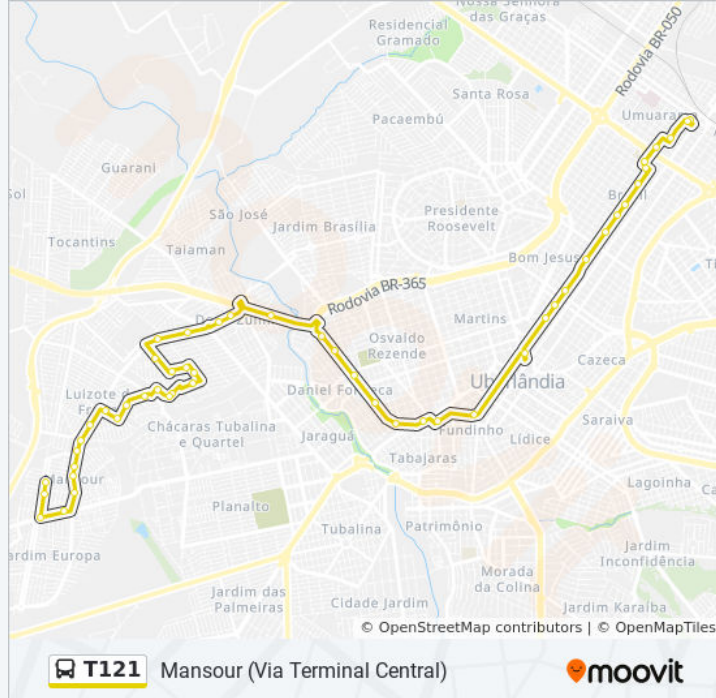 Nossa Senhora
das Graças
Rodovia BR-050
Residencial
Gramado
Santa Rosa
Pacaembú
Guarani
Sol
São José
Jardim Brasília
Presidente
Roosevelt
Tocantins
Taiaman
Bom Jesus
Rodovia BR-365
Martins
Osvaldo
Rezende
Cazeca
Uberlândia
Daniel Fonseca
Saraiva
Chácaras Tubalina
e Quartel
Jaraguá
Fundinho
Lídice
Tabajaras
Lagoinha
Planalto
Patrimônio
Tubalina
Jardim
Inconfidência
Jardim Europa
Jardim das
Palmeiras
Morada
da Colina
Cidade Jardim
Jardim Karaíba
© OpenStreetMap contributors | © OpenMapTiles
T121 Mansour (Via Terminal Central)
moovit